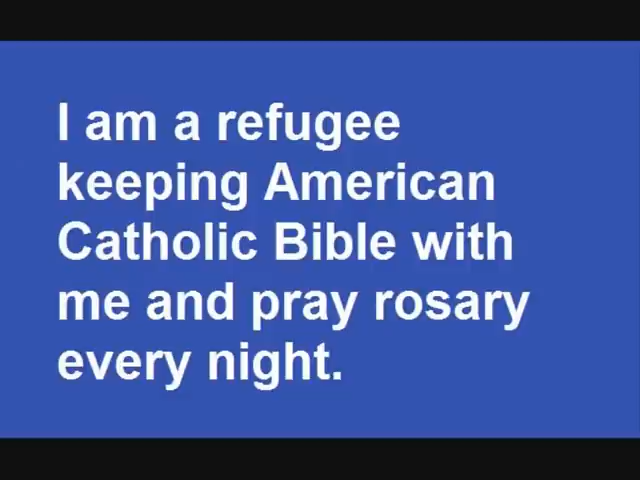 I am a refugee
keeping American
Catholic Bible with
me and pray rosary
every night.